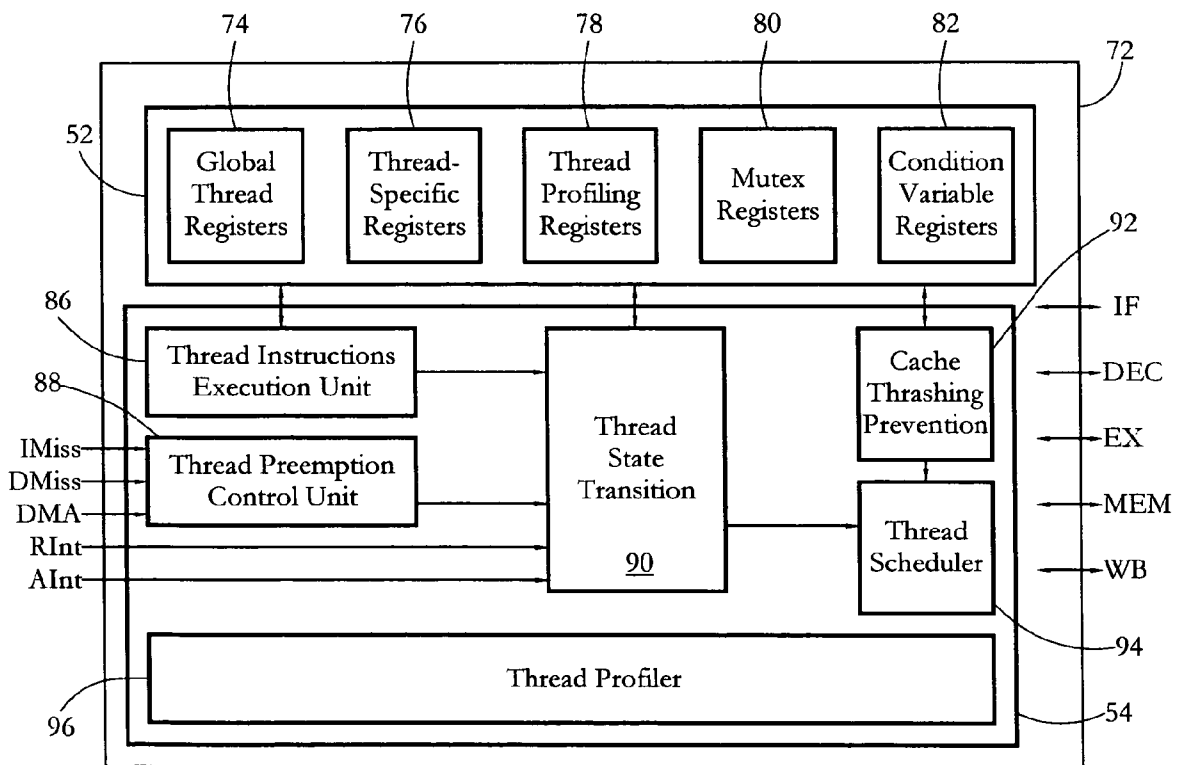 74
76
78
80
82
72
52
Global
Thread
Registers
Thread-
Specific
Registers
Thread
Profiling
Registers
Mutex
Registers
Condition
Variable
Registers
92
86
IF
Thread Instructions
Execution Unit
Cache
Thrashing
Prevention
DEC
88
Thread
State
Transition
90
IMiss
DMiss
DMA
RInt
AInt
Thread Preemption
Control Unit
EX
MEM
Thread
Scheduler
WB
94
Thread Profiler
96
54